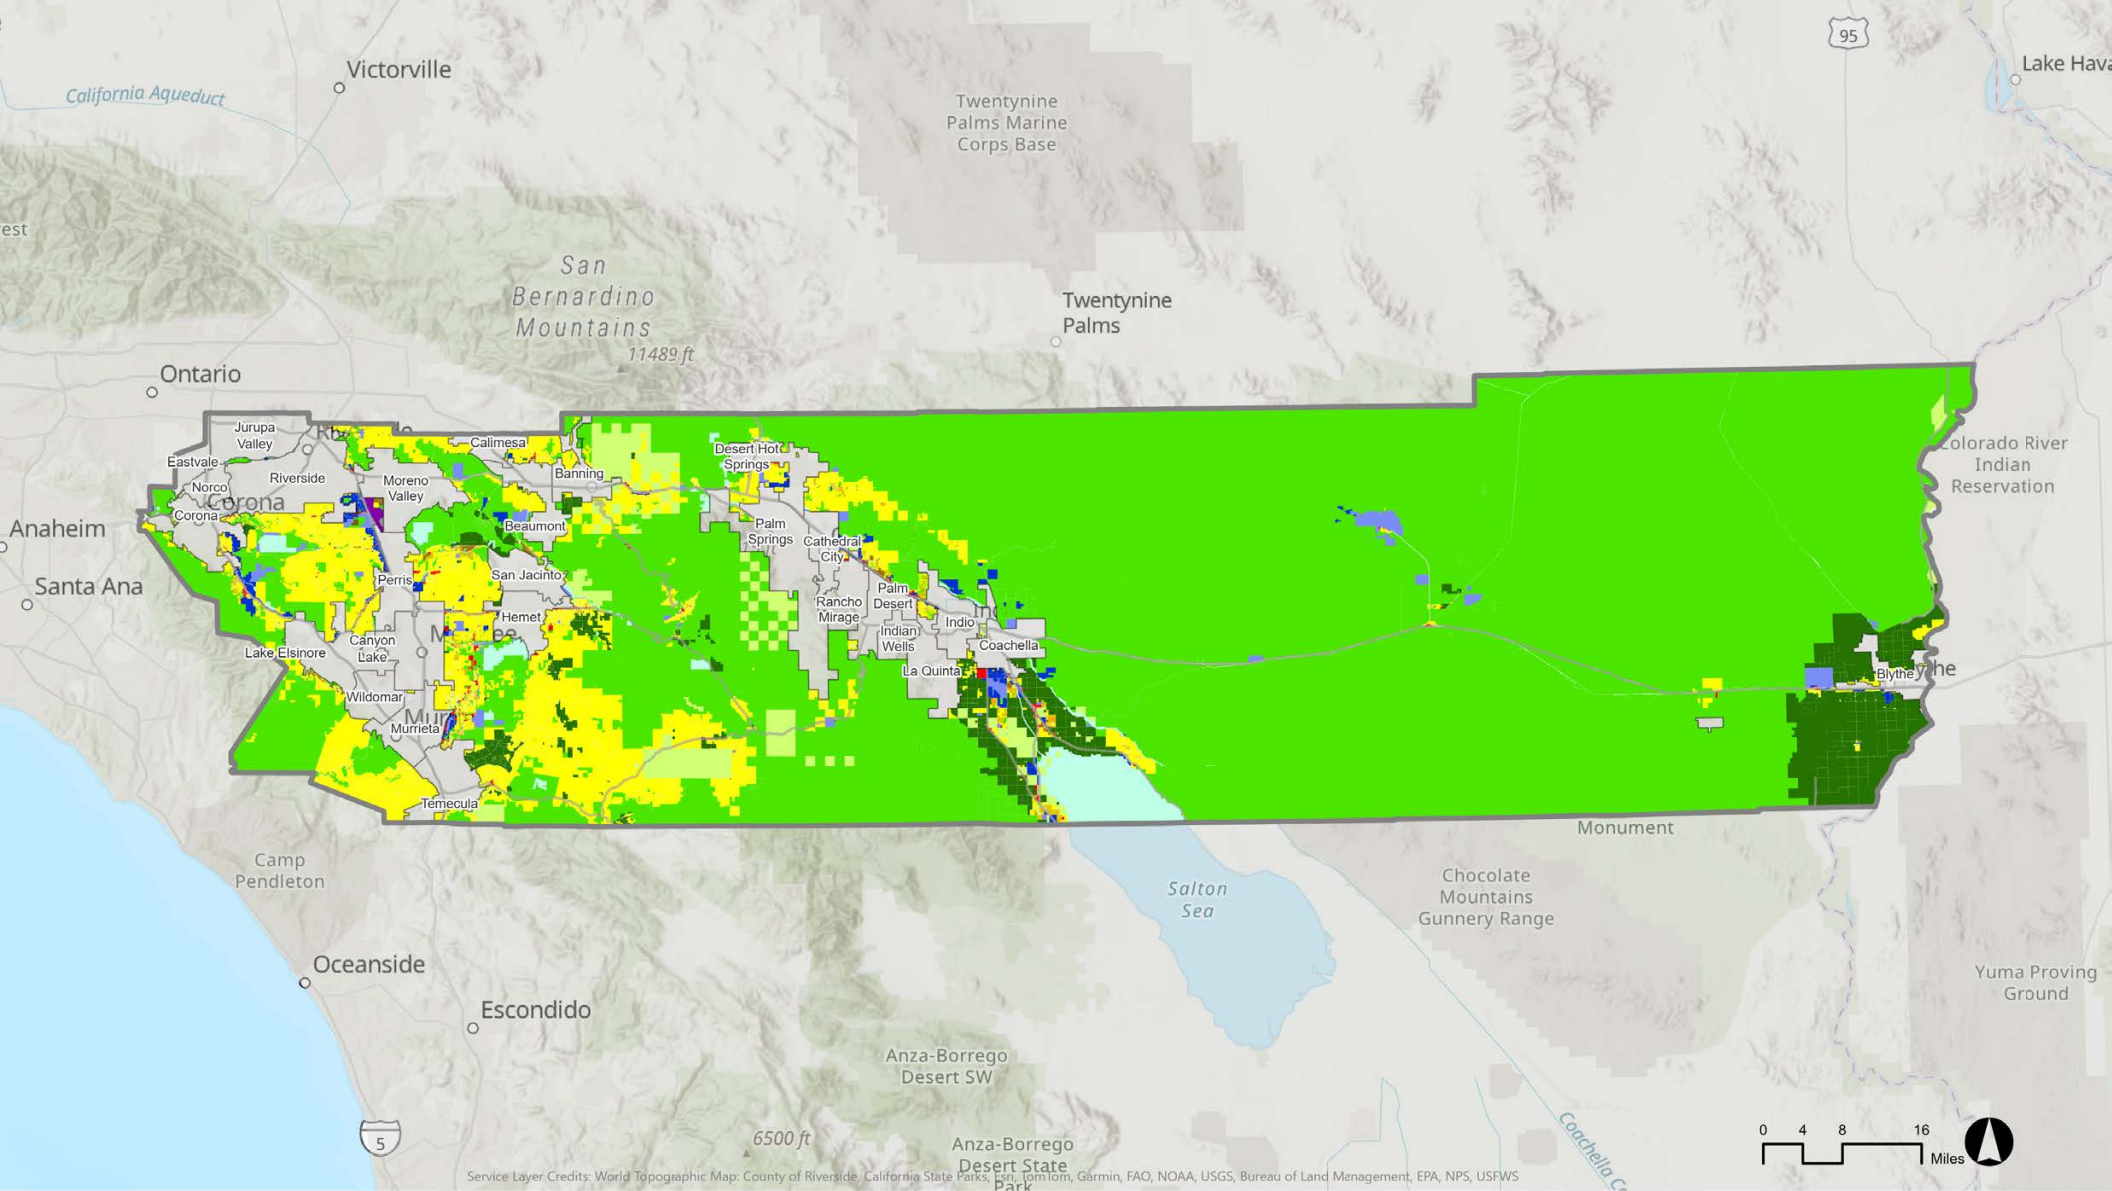 95
Lake Hava
Victorville
California Aqueduct
Twentynine
Palms Marine
Corps Base
est
San
Bernardino
Mountains
11489 ft
Twentynine
Palms
Ontario
Jurupa
Valley
Calimesa
Desert Hot
Springs
Colorado River
Indian
Reservation
Eastvale
Riverside
Moreno
Valley
Banning
Norco
Corona
Corona
Anaheim
Beaumont
Palm
Springs
Cathedral
City
Santa Ana
Perris
San Jacinto
Palm
Desert
Rancho
Mirage
Hemet
Indio
Indian
Wells
Canyon
Lake
Coachella
Lake Elsinore
La Quinta
Blythe
Wildomar
Murrieta
Temecula
Monument
Camp
Pendleton
Salton
Sea
Chocolate
Mountains
Gunnery Range
Oceanside
Yuma Proving
Ground
Escondido
Anza-Borrego
Desert SW
5
6500 ft
Anza-Borrego
Desert State
Park
Coachella C
0 4 8 16
Miles
Service Layer Credits: World Topographic Map: County of Riverside, California State Parks, Esri, TomTom, Garmin, FAO, NOAA, USGS, Bureau of Land Management, EPA, NPS, USFWS